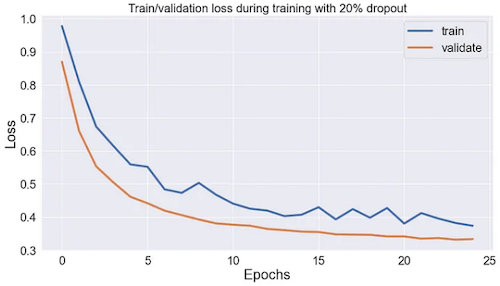 Train/validation loss during training with 20% dropout
1.0
0.9
0.8
0.7
0.6
0.5
0.4
0.3
Loss
train
validate
0 5 10 15 20 25
Epochs